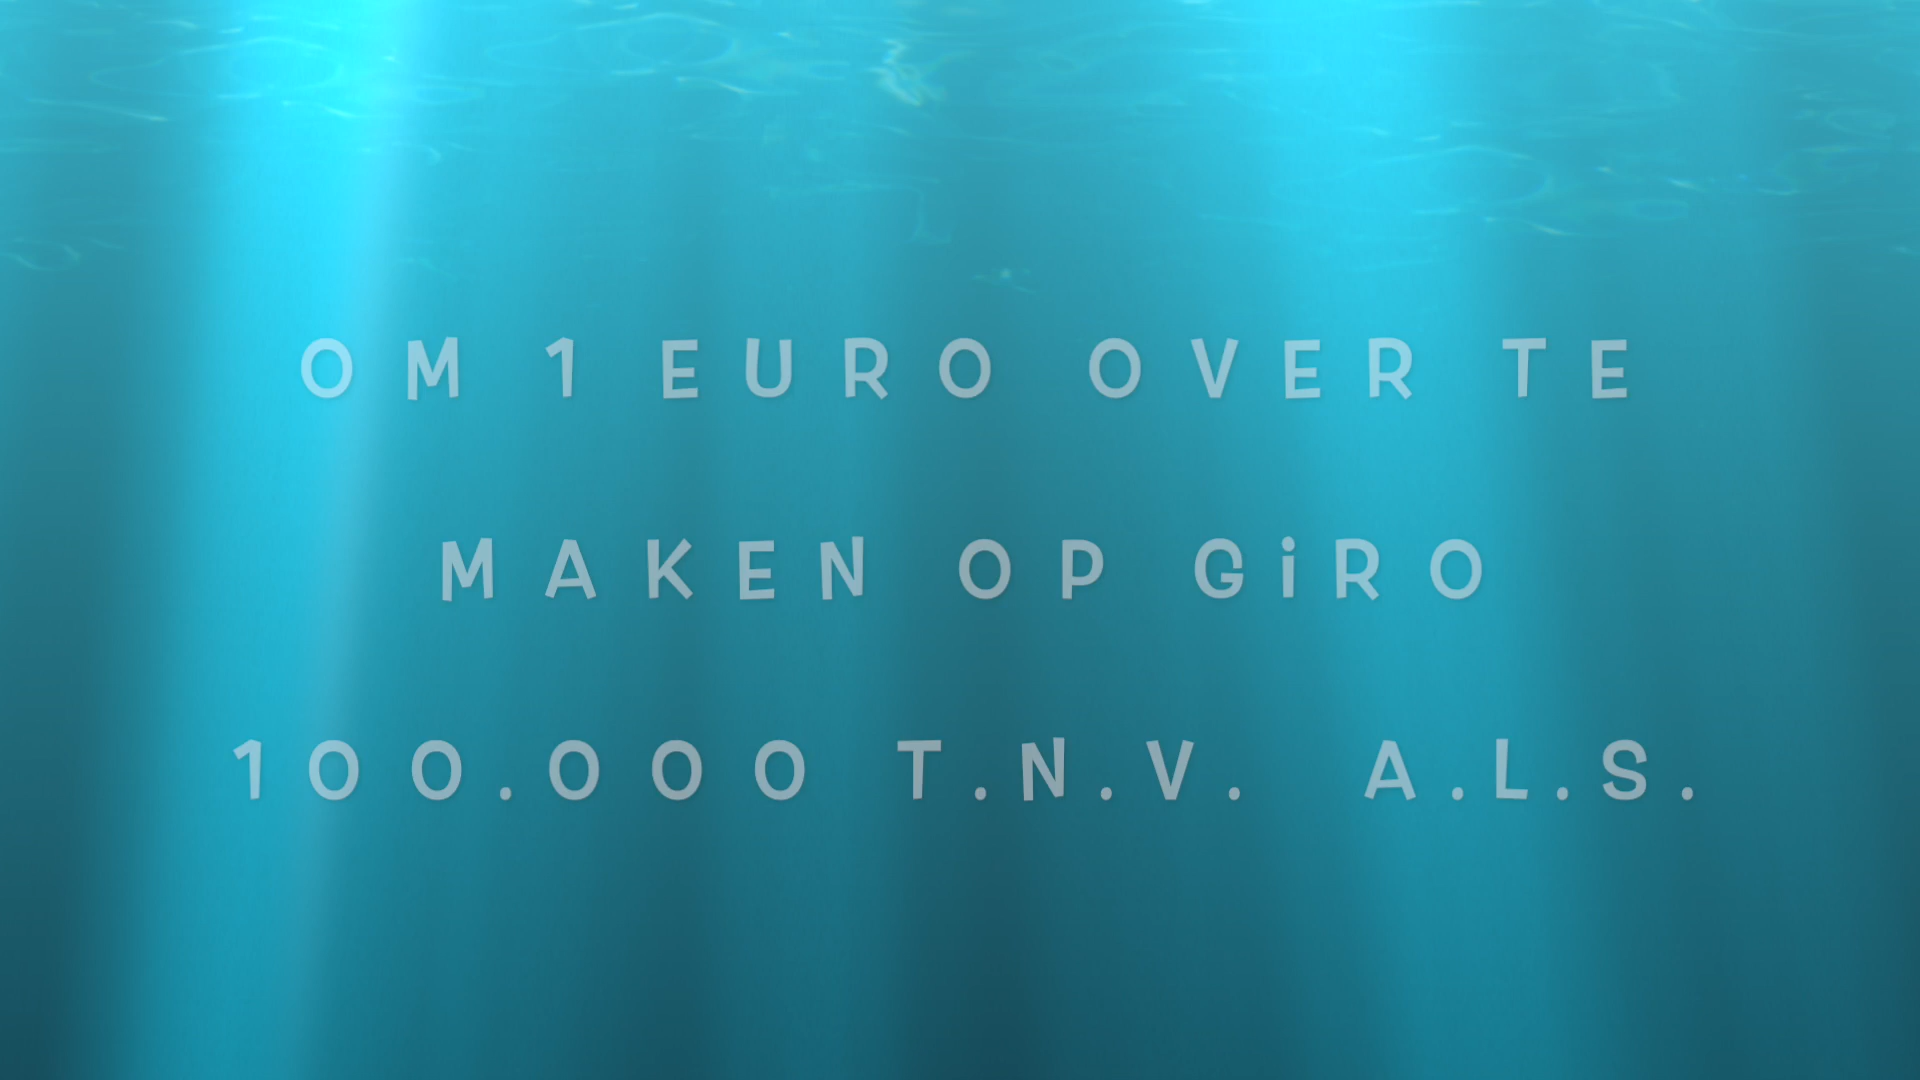 OM 1 EURO OVER TE
MAKEN OP GiRO
100.000 T.N.V. A.L.S.